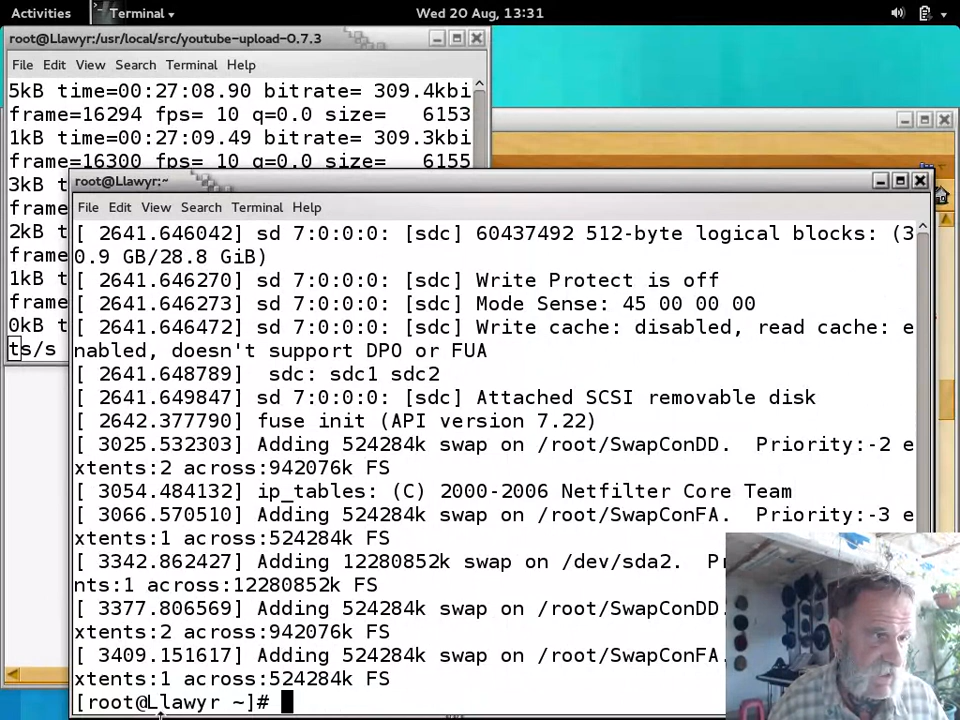 Activities
Terminal
Wed 20 Aug, 13:31
root@Llawyr:/usr/local/src/youtube-upload-0.7.3
File Edit View Search Terminal Help
5kB time=00:27:08.90 bitrate= 309.4kbi
frame=16294 fps= 10 q=0.0 size=   6153
1kB time=00:27:09.49 bitrate= 309.3kbi
frame=16300 fps= 10 q=0.0 size=   6155
3kB t
frame
2kB t
frame
1kB t
frame
0kB t
ts/s
root@Llawyr:~
File Edit View Search Terminal Help
[ 2641.646042] sd 7:0:0:0: [sdc] 60437492 512-byte logical blocks: (3
0.9 GB/28.8 GiB)
[ 2641.646270] sd 7:0:0:0: [sdc] Write Protect is off
[ 2641.646273] sd 7:0:0:0: [sdc] Mode Sense: 45 00 00 00
[ 2641.646472] sd 7:0:0:0: [sdc] Write cache: disabled, read cache: e
nabled, doesn't support DPO or FUA
[ 2641.648789]  sdc: sdc1 sdc2
[ 2641.649847] sd 7:0:0:0: [sdc] Attached SCSI removable disk
[ 2642.377790] fuse init (API version 7.22)
[ 3025.532303] Adding 524284k swap on /root/SwapConDD.  Priority:-2 e
xtents:2 across:942076k FS
[ 3054.484132] ip_tables: (C) 2000-2006 Netfilter Core Team
[ 3066.570510] Adding 524284k swap on /root/SwapConFA.  Priority:-3 e
xtents:1 across:524284k FS
[ 3342.862427] Adding 12280852k swap on /dev/sda2.  Pr
nts:1 across:12280852k FS
[ 3377.806569] Adding 524284k swap on /root/SwapConDD.
xtents:2 across:942076k FS
[ 3409.151617] Adding 524284k swap on /root/SwapConFA.
xtents:1 across:524284k FS
[root@Llawyr ~]#